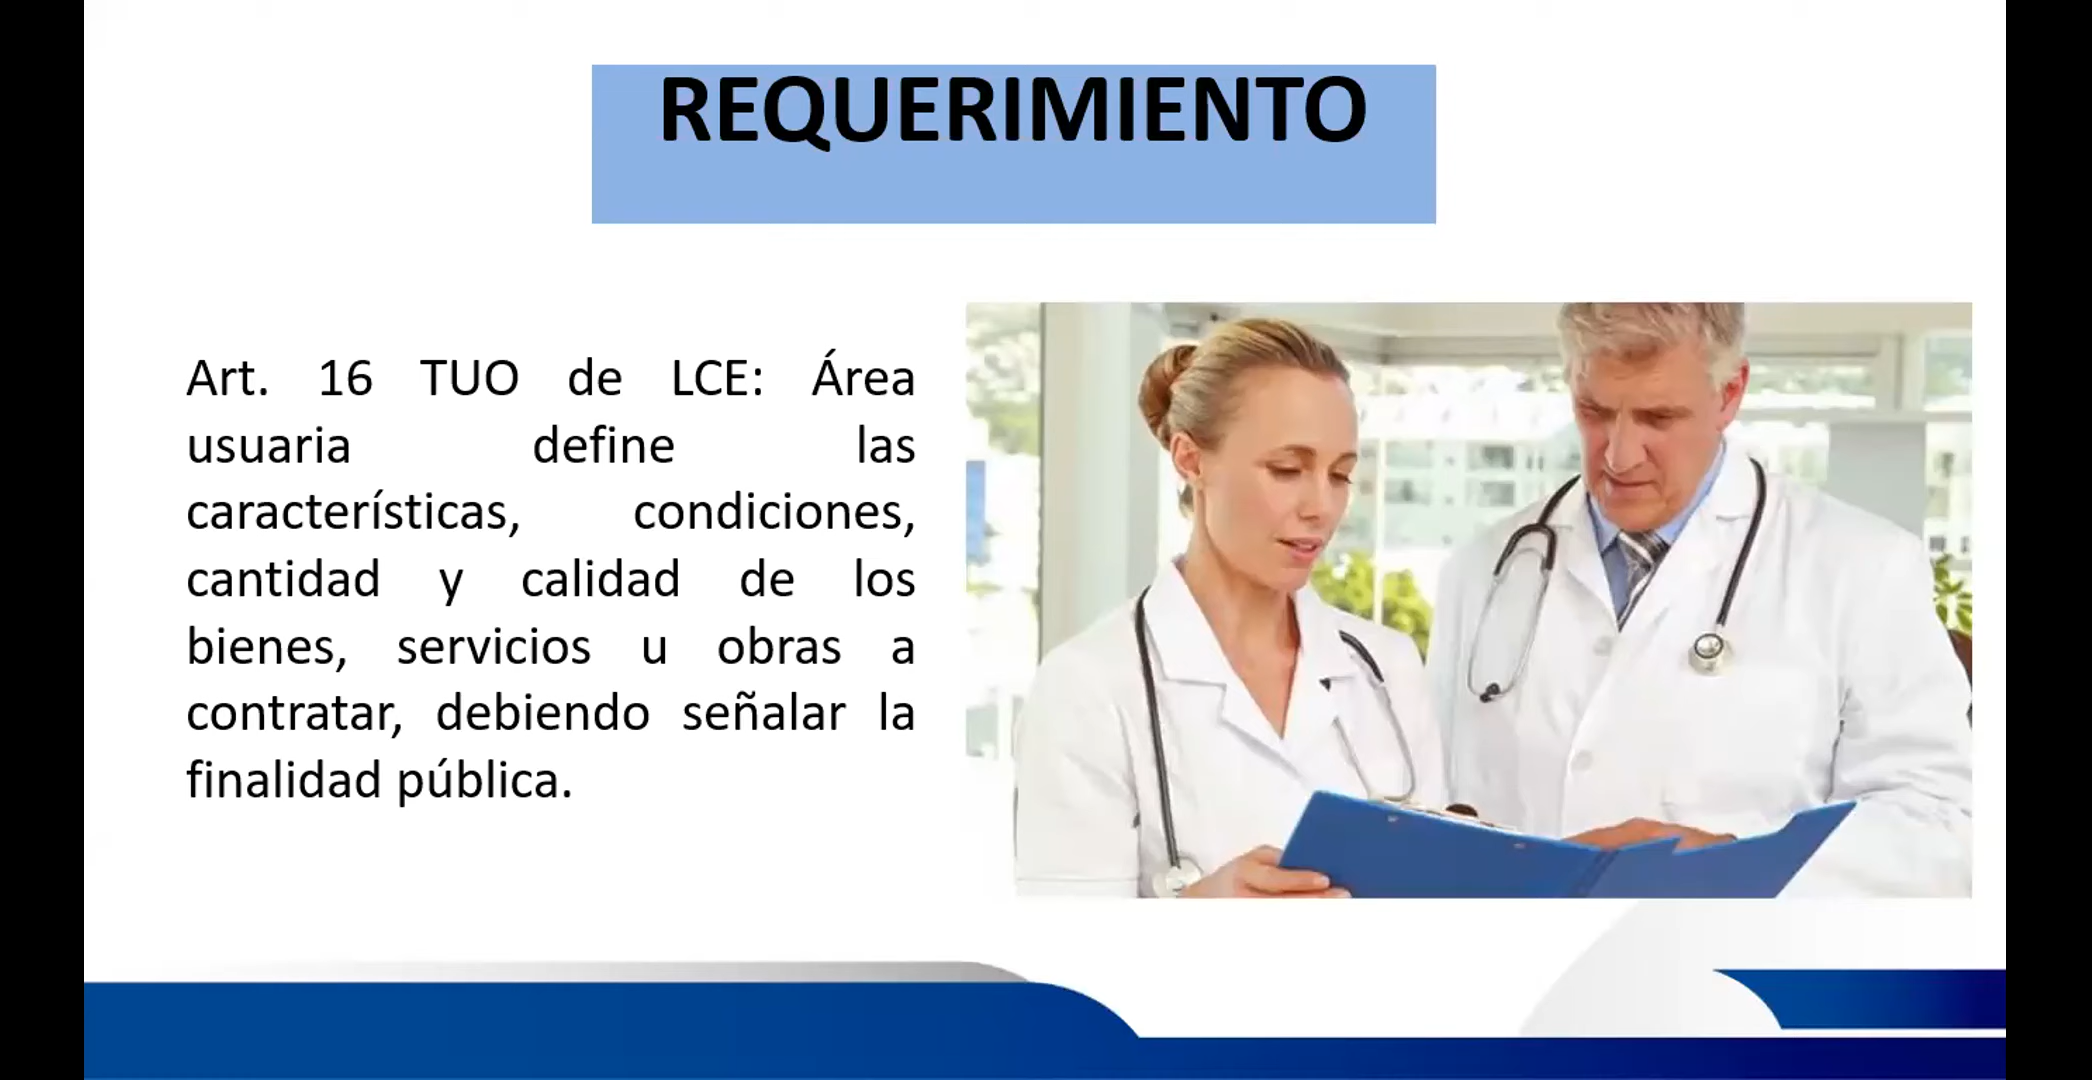 REQUERIMIENTO
Art. 16 TUO de LCE: Área
usuaria define las
características, condiciones,
cantidad y calidad de los
bienes, servicios u obras a
contratar, debiendo señalar la
finalidad pública.